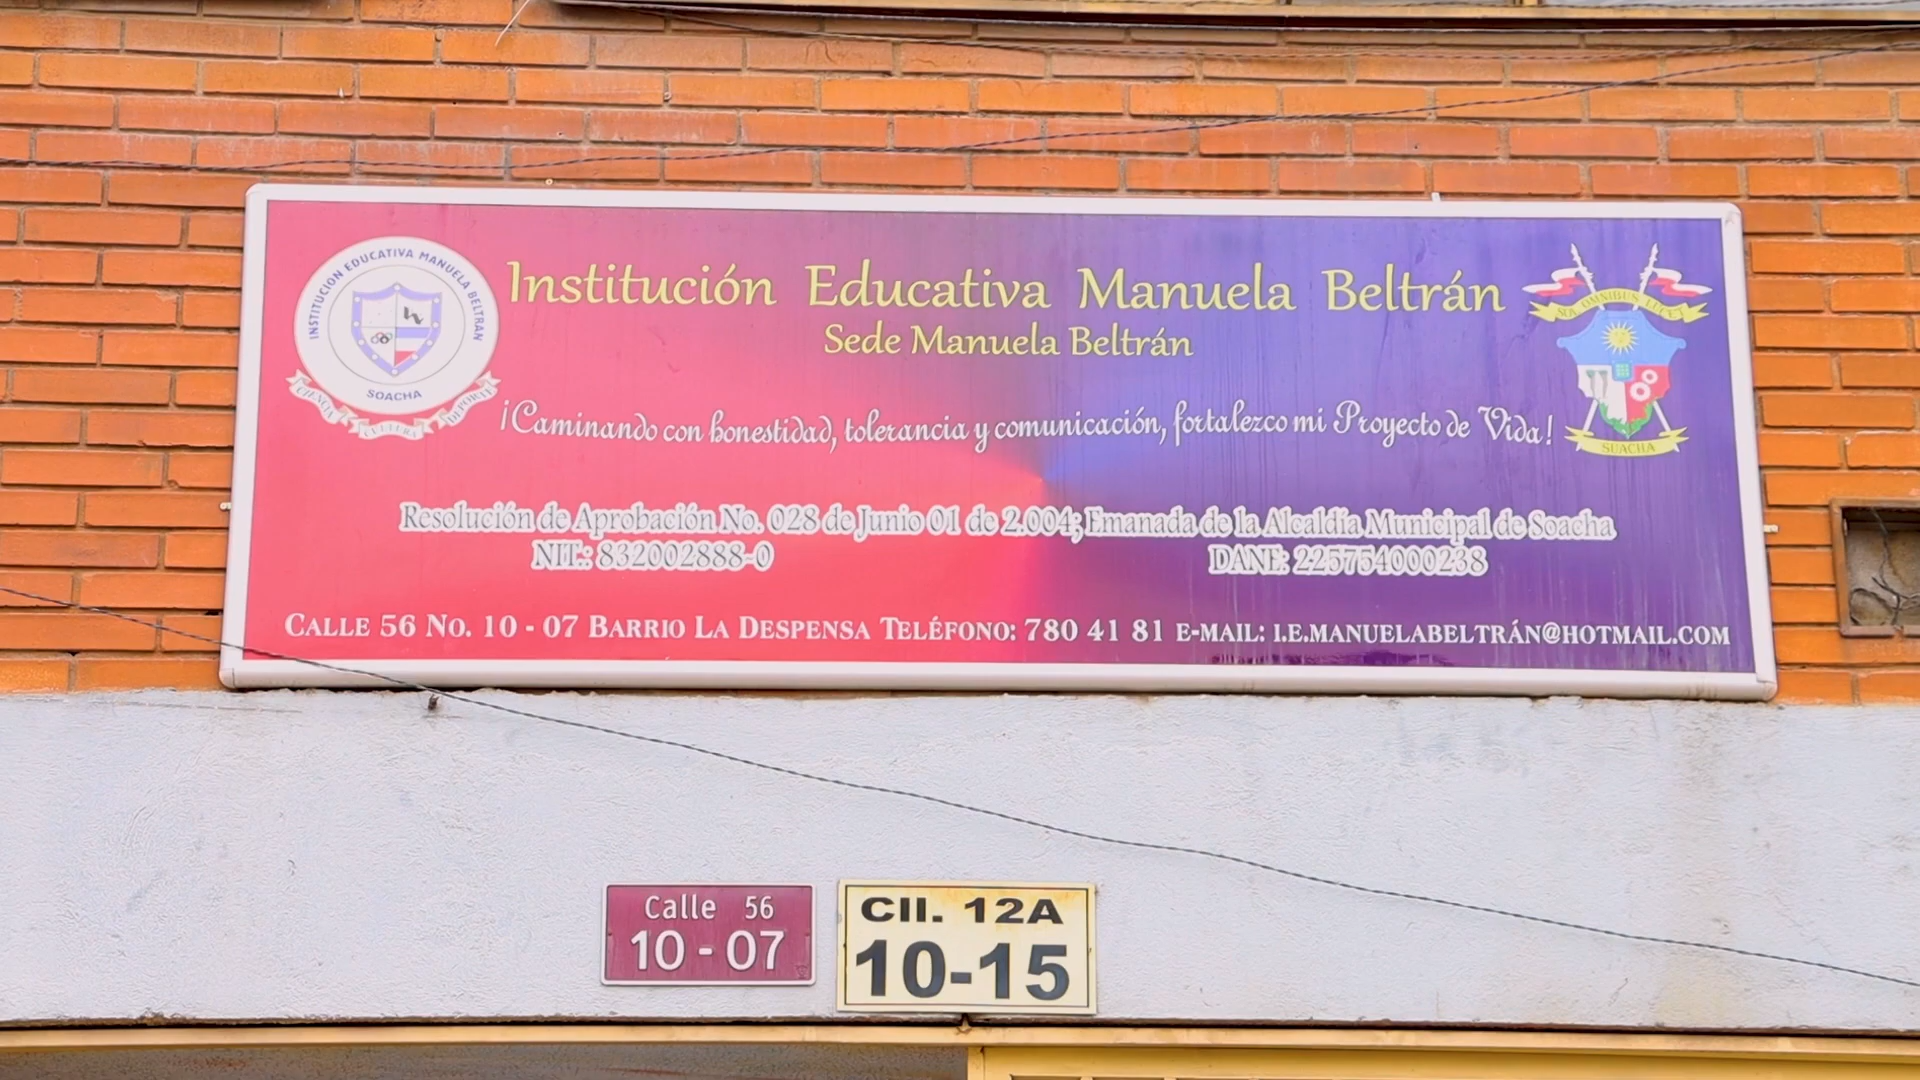 INSTITUCION EDUCATIVA MANUELA BELTRAN
SOACHA
CIENCIA
CULTURA
DEPORTE
Institución Educativa Manuela Beltrán
Sede Manuela Beltrán
SUA OMNIBUS LUCET
SUACHA
¡Caminando con honestidad, tolerancia y comunicación, fortalezco mi Proyecto de Vida!
Resolución de Aprobación No. 028 de Junio 01 de 2.004; Emanada de la Alcaldía Municipal de Soacha
NIT.: 832002888-0 DANE: 225754000238
CALLE 56 NO. 10 - 07 BARRIO LA DESPENSA TELÉFONO: 780 41 81 E-MAIL: I.E.MANUELABELTRÁN@HOTMAIL.COM
Calle 56
10 - 07
Cll. 12A
10-15